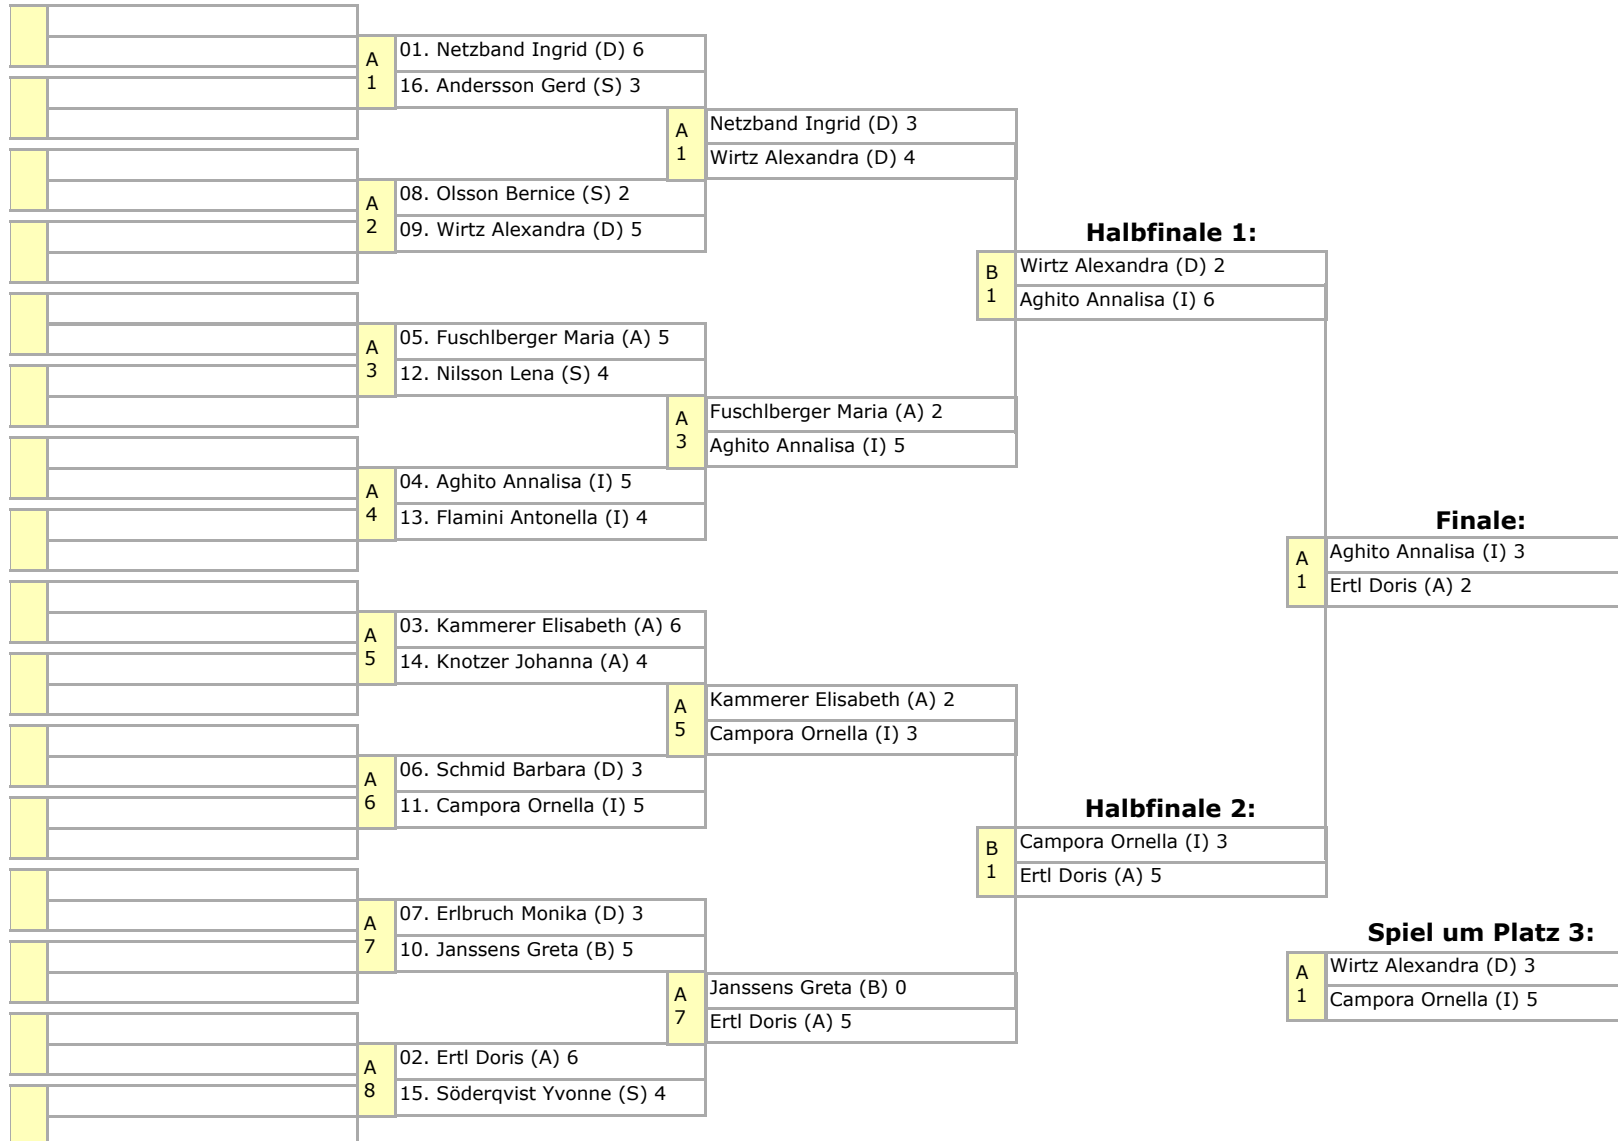 A
1
01. Netzband Ingrid (D) 6
16. Andersson Gerd (S) 3
A
2
08. Olsson Bernice (S) 2
09. Wirtz Alexandra (D) 5
A
3
05. Fuschlberger Maria (A) 5
12. Nilsson Lena (S) 4
A
4
04. Aghito Annalisa (I) 5
13. Flamini Antonella (I) 4
A
5
03. Kammerer Elisabeth (A) 6
14. Knotzer Johanna (A) 4
A
6
06. Schmid Barbara (D) 3
11. Campora Ornella (I) 5
A
7
07. Erlbruch Monika (D) 3
10. Janssens Greta (B) 5
A
8
02. Ertl Doris (A) 6
15. Söderqvist Yvonne (S) 4
A
1
Netzband Ingrid (D) 3
Wirtz Alexandra (D) 4
A
3
Fuschlberger Maria (A) 2
Aghito Annalisa (I) 5
A
5
Kammerer Elisabeth (A) 2
Campora Ornella (I) 3
A
7
Janssens Greta (B) 0
Ertl Doris (A) 5
Halbfinale 1:
B
1
Wirtz Alexandra (D) 2
Aghito Annalisa (I) 6
Halbfinale 2:
B
1
Campora Ornella (I) 3
Ertl Doris (A) 5
Finale:
A
1
Aghito Annalisa (I) 3
Ertl Doris (A) 2
Spiel um Platz 3:
A
1
Wirtz Alexandra (D) 3
Campora Ornella (I) 5